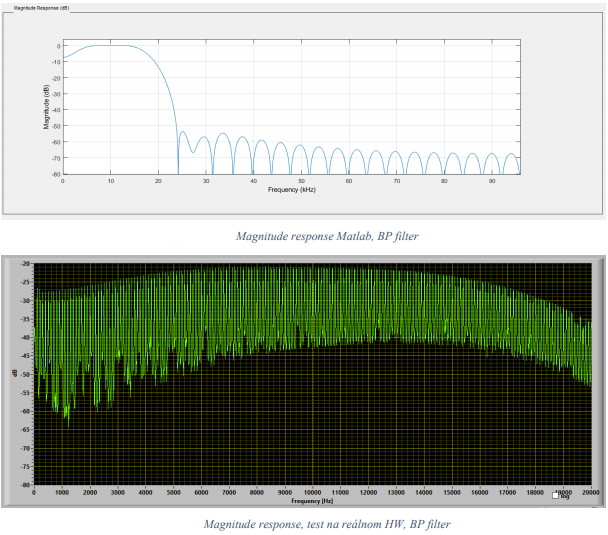 Magnitude Response (dB)
0
-10
-20
-30
-40
-50
-60
-70
-80
Magnitude (dB)
0 10 20 30 40 50 60 70 80 90
Frequency (kHz)
Magnitude response Matlab, BP filter
-20
-25
-30
-35
-40
-45
-50
-55
-60
-65
-70
-75
-80
dB
0 1000 2000 3000 4000 5000 6000 7000 8000 9000 10000 11000 12000 13000 14000 15000 16000 17000 18000 19000 20000
Frequency [Hz]
log
Magnitude response, test na reálnom HW, BP filter